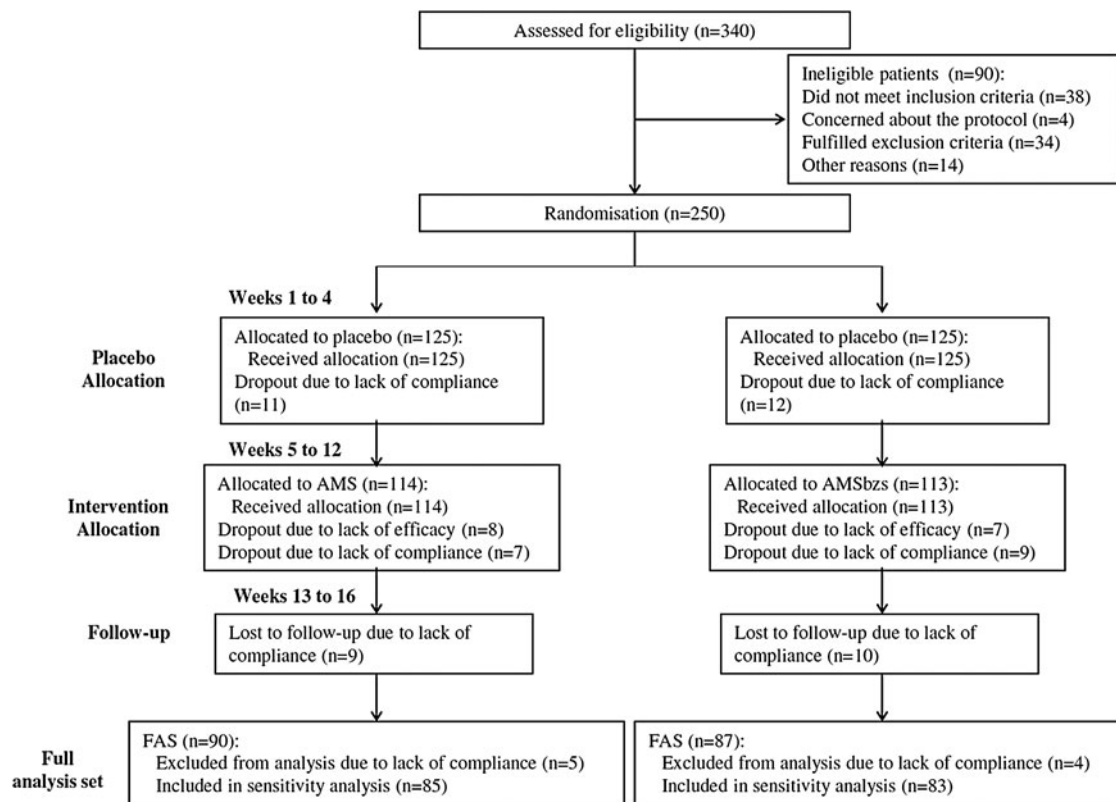 Assessed for eligibility (n=340)
Ineligible patients (n=90):
Did not meet inclusion criteria (n=38)
Concerned about the protocol (n=4)
Fulfilled exclusion criteria (n=34)
Other reasons (n=14)
Randomisation (n=250)
Weeks 1 to 4
Placebo
Allocation
Allocated to placebo (n=125):
Received allocation (n=125)
Dropout due to lack of compliance
(n=11)
Allocated to placebo (n=125):
Received allocation (n=125)
Dropout due to lack of compliance
(n=12)
Weeks 5 to 12
Intervention
Allocation
Allocated to AMS (n=114):
Received allocation (n=114)
Dropout due to lack of efficacy (n=8)
Dropout due to lack of compliance (n=7)
Allocated to AMSbzs (n=113):
Received allocation (n=113)
Dropout due to lack of efficacy (n=7)
Dropout due to lack of compliance (n=9)
Weeks 13 to 16
Follow-up
Lost to follow-up due to lack of
compliance (n=9)
Lost to follow-up due to lack of
compliance (n=10)
Full
analysis set
FAS (n=90):
Excluded from analysis due to lack of compliance (n=5)
Included in sensitivity analysis (n=85)
FAS (n=87):
Excluded from analysis due to lack of compliance (n=4)
Included in sensitivity analysis (n=83)